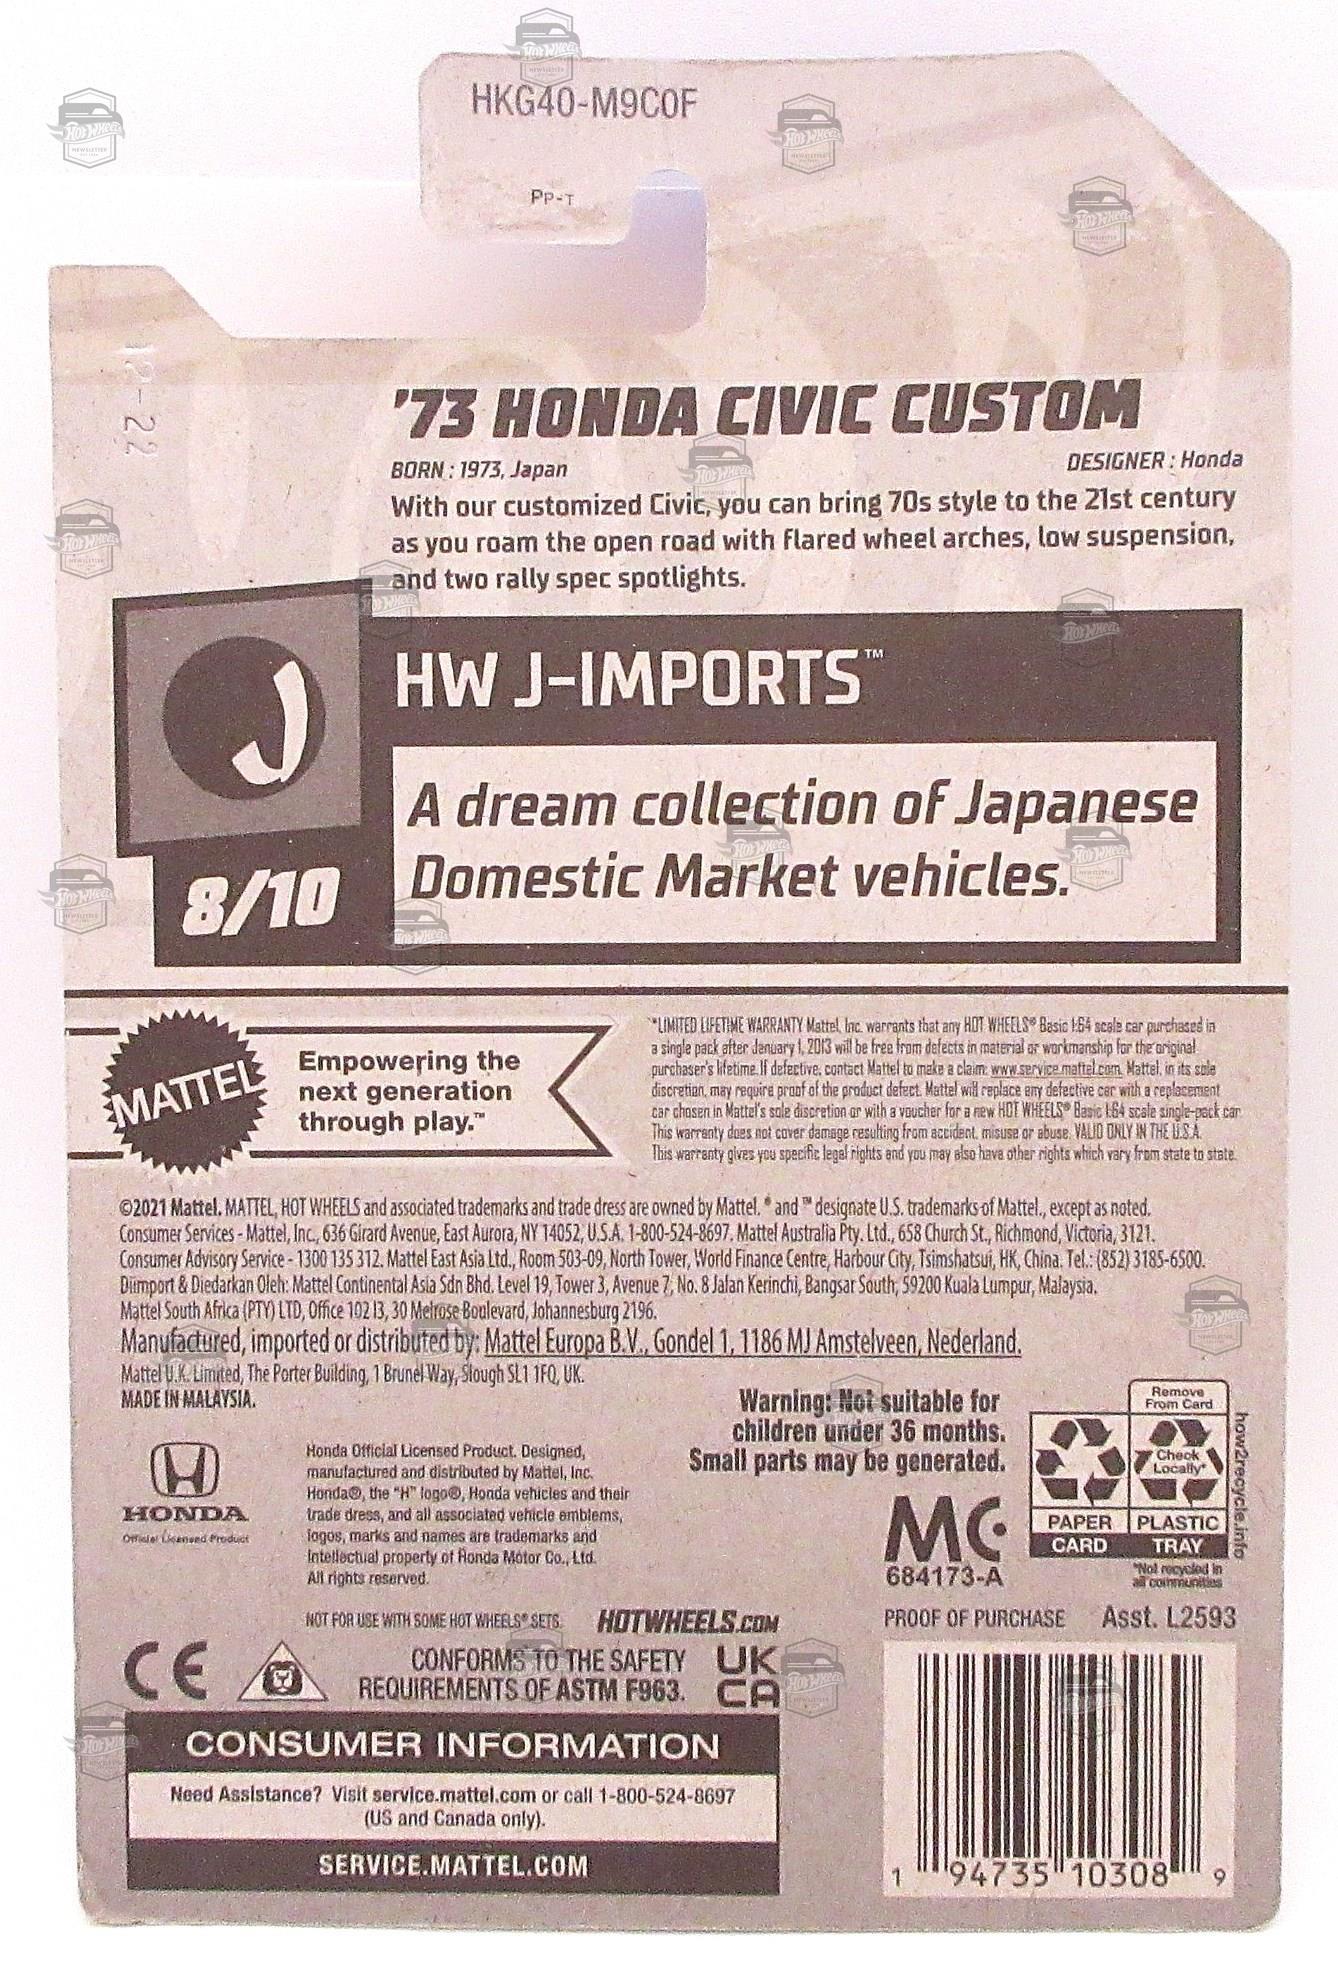 HKG40-M9C0F
PP-T
12-22
'73 HONDA CIVIC CUSTOM
BORN : 1973, Japan
DESIGNER : Honda
With our customized Civic, you can bring 70s style to the 21st century
as you roam the open road with flared wheel arches, low suspension,
and two rally spec spotlights.
J
HW J-IMPORTS™
A dream collection of Japanese
Domestic Market vehicles.
8/10
MATTEL
Empowering the
next generation
through play.™
*LIMITED LIFETIME WARRANTY Mattel, Inc. warrants that any HOT WHEELS® Basic 1:64 scale car purchased in
a single pack after January 1, 2013 will be free from defects in material or workmanship for the original
purchaser's lifetime. If defective, contact Mattel to make a claim: www.service.mattel.com. Mattel, in its sole
discretion, may require proof of the product defect. Mattel will replace any defective car with a replacement
car chosen in Mattel's sole discretion or with a voucher for a new HOT WHEELS® Basic 1:64 scale single-pack car.
This warranty does not cover damage resulting from accident, misuse or abuse. VALID ONLY IN THE U.S.A.
This warranty gives you specific legal rights and you may also have other rights which vary from state to state.
©2021 Mattel. MATTEL, HOT WHEELS and associated trademarks and trade dress are owned by Mattel. ® and ™ designate U.S. trademarks of Mattel., except as noted.
Consumer Services - Mattel, Inc., 636 Girard Avenue, East Aurora, NY 14052, U.S.A. 1-800-524-8697. Mattel Australia Pty. Ltd., 658 Church St., Richmond, Victoria, 3121.
Consumer Advisory Service - 1300 135 312. Mattel East Asia Ltd., Room 503-09, North Tower, World Finance Centre, Harbour City, Tsimshatsui, HK, China. Tel.: (852) 3185-6500.
Diimport & Diedarkan Oleh: Mattel Continental Asia Sdn Bhd. Level 19, Tower 3, Avenue 7, No. 8 Jalan Kerinchi, Bangsar South, 59200 Kuala Lumpur, Malaysia.
Mattel South Africa (PTY) LTD, Office 102 I3, 30 Melrose Boulevard, Johannesburg 2196.
Manufactured, imported or distributed by: Mattel Europa B.V., Gondel 1, 1186 MJ Amstelveen, Nederland.
Mattel U.K. Limited, The Porter Building, 1 Brunel Way, Slough SL1 1FQ, UK.
MADE IN MALAYSIA.
Warning: Not suitable for
children under 36 months.
Small parts may be generated.
Remove
From Card
Check
Locally*
PAPER
PLASTIC
CARD
TRAY
*Not recycled in
all communities
how2recycle.info
HONDA
Official Licensed Product
Honda Official Licensed Product. Designed,
manufactured and distributed by Mattel, Inc.
Honda®, the "H" logo®, Honda vehicles and their
trade dress, and all associated vehicle emblems,
logos, marks and names are trademarks and
Intellectual property of Honda Motor Co., Ltd.
All rights reserved.
MC
684173-A
NOT FOR USE WITH SOME HOT WHEELS® SETS.
HOTWHEELS.COM
PROOF OF PURCHASE
Asst. L2593
CE
CONFORMS TO THE SAFETY
REQUIREMENTS OF ASTM F963.
UK
CA
CONSUMER INFORMATION
Need Assistance? Visit service.mattel.com or call 1-800-524-8697
(US and Canada only).
SERVICE.MATTEL.COM
1 94735 10308 9